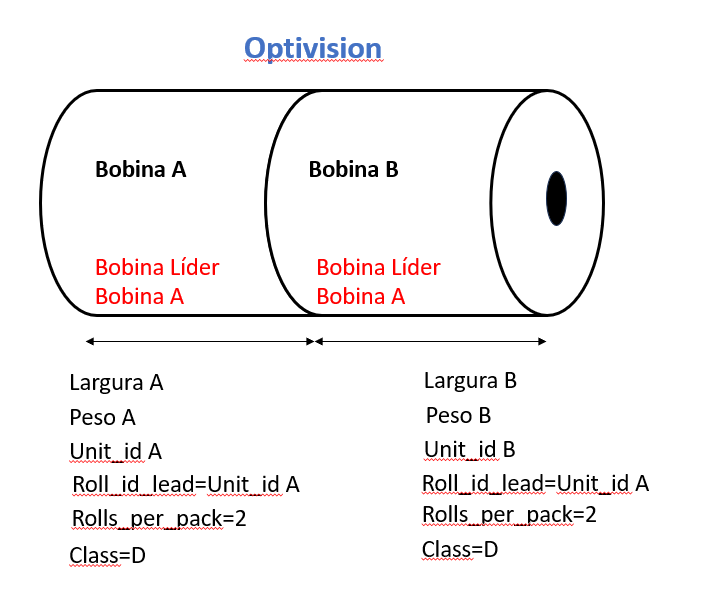 Optivision
Bobina A
Bobina B
Bobina Líder
Bobina A
Bobina Líder
Bobina A
Largura A
Peso A
Unit_id A
Roll_id_lead=Unit_id A
Rolls_per_pack=2
Class=D
Largura B
Peso B
Unit_id B
Roll_id_lead=Unit_id A
Rolls_per_pack=2
Class=D